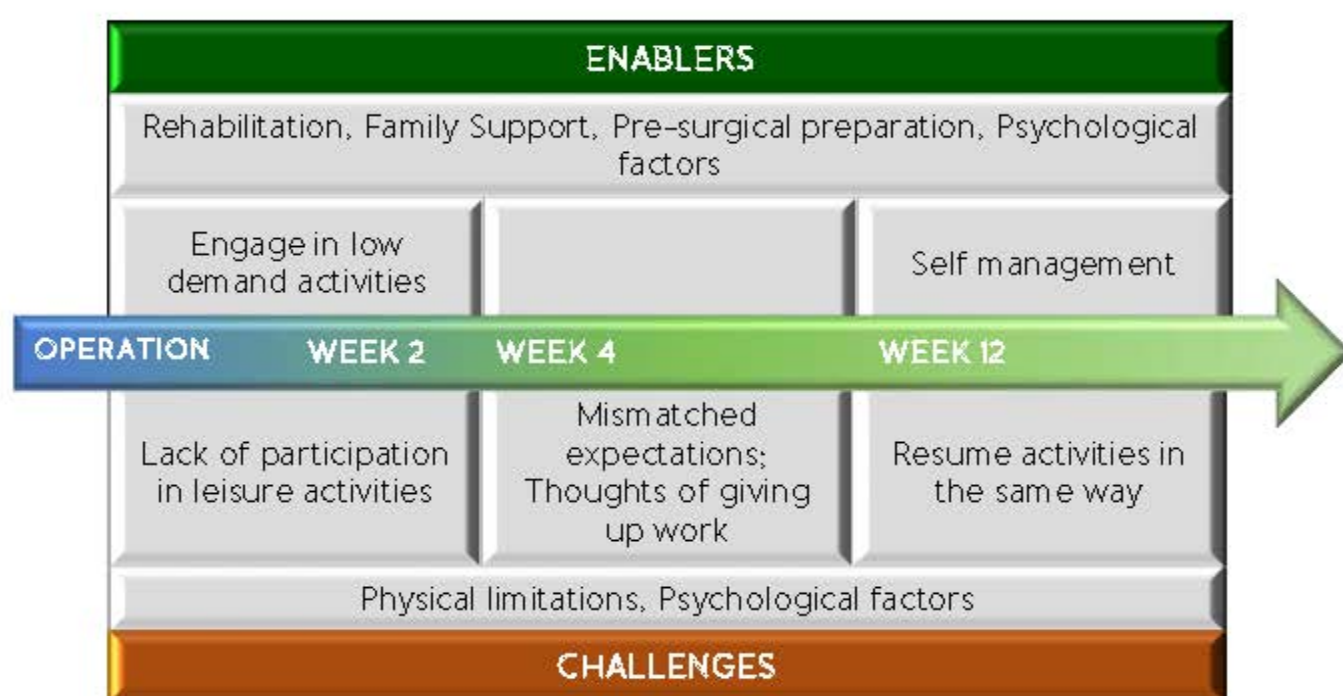 ENABLERS
Rehabilitation, Family Support, Pre-surgical preparation, Psychological
factors
Engage in low
demand activities
Self management
OPERATION
WEEK 2
WEEK 4
WEEK 12
Lack of participation
in leisure activities
Mismatched
expectations;
Thoughts of giving
up work
Resume activities in
the same way
Physical limitations, Psychological factors
CHALLENGES